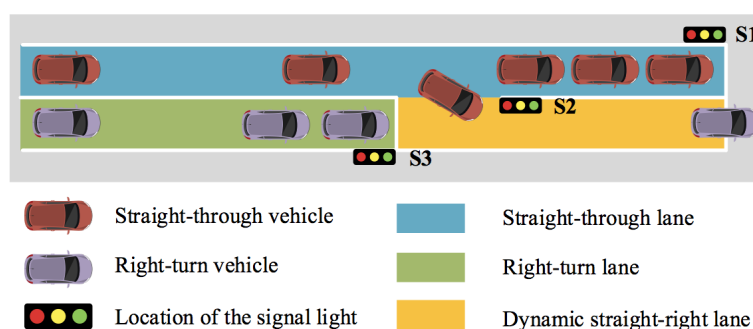 S1
S2
S3
Straight-through vehicle
Straight-through lane
Right-turn vehicle
Right-turn lane
Location of the signal light
Dynamic straight-right lane